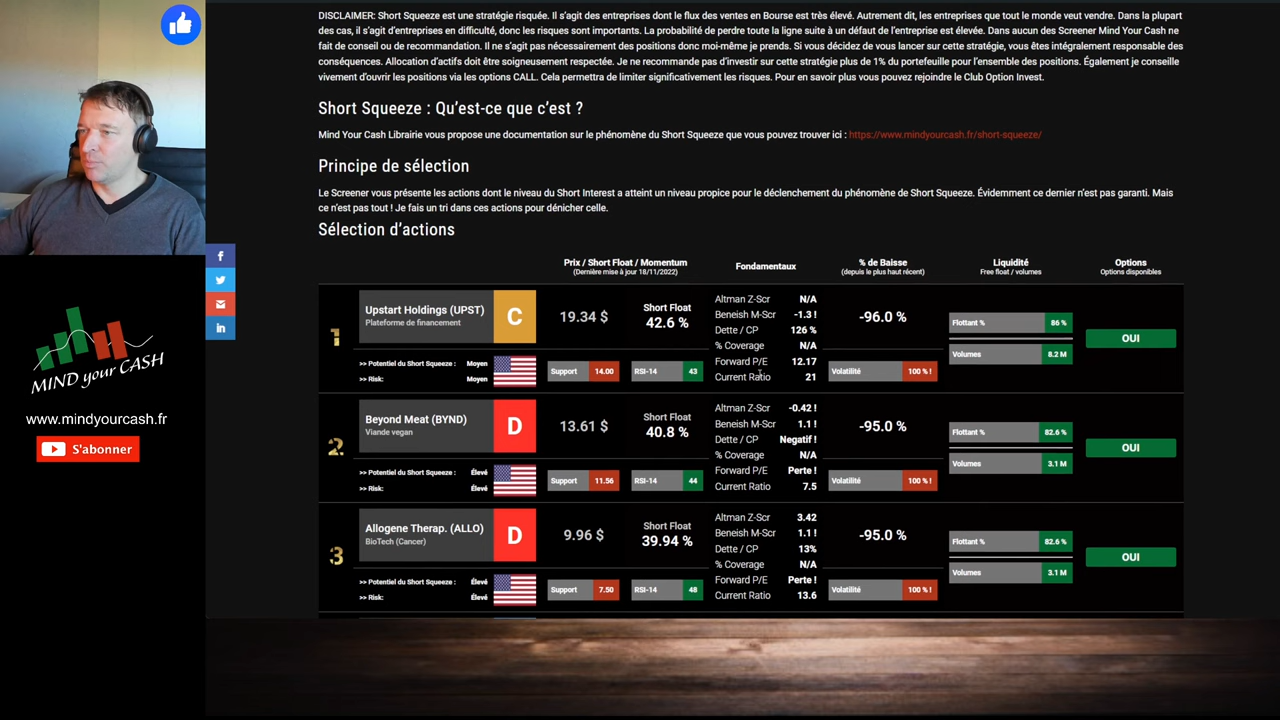 DISCLAIMER: Short Squeeze est une stratégie risquée. Il s'agit des entreprises dont le flux des ventes en Bourse est très élevé. Autrement dit, les entreprises que tout le monde veut vendre. Dans la plupart
des cas, il s'agit d'entreprises en difficulté, donc les risques sont importants. La probabilité de perdre toute la ligne suite à un défaut de l'entreprise est élevée. Dans aucun des Screener Mind Your Cash ne
fait de conseil ou de recommandation. Il ne s'agit pas nécessairement des positions donc moi-même je prends. Si vous décidez de vous lancer sur cette stratégie, vous êtes intégralement responsable des
conséquences. Allocation d'actifs doit être soigneusement respectée. Je ne recommande pas d'investir sur cette stratégie plus de 1% du portefeuille pour l'ensemble des positions. Également je conseille
vivement d'ouvrir les positions via les options CALL. Cela permettra de limiter significativement les risques. Pour en savoir plus vous pouvez rejoindre le Club Option Invest.
Short Squeeze : Qu'est-ce que c'est ?
Mind Your Cash Librairie vous propose une documentation sur le phénomène du Short Squeeze que vous pouvez trouver ici : https://www.mindyourcash.fr/short-squeeze/
Principe de sélection
Le Screener vous présente les actions dont le niveau du Short Interest a atteint un niveau propice pour le déclenchement du phénomène de Short Squeeze. Évidemment ce dernier n'est pas garanti. Mais
ce n'est pas tout ! Je fais un tri dans ces actions pour dénicher celle.
Sélection d'actions
Prix / Short Float / Momentum
(Dernière mise à jour 18/11/2022)
Fondamentaux
% de Baisse
(depuis le plus haut récent)
Liquidité
Free float / volumes
Options
Options disponibles
1
Upstart Holdings (UPST)
Plateforme de financement
C
19.34 $
Short Float
42.6 %
Altman Z-Scr N/A
Beneish M-Scr -1.3 !
Dette / CP 126 %
% Coverage N/A
Forward P/E 12.17
Current Ratio 21
-96.0 %
Flottant % 86 %
Volumes 8.2 M
OUI
>> Potentiel du Short Squeeze : Moyen
>> Risk: Moyen
Support 14.00
RSI-14 43
Volatilité 100 % !
2
Beyond Meat (BYND)
Viande vegan
D
13.61 $
Short Float
40.8 %
Altman Z-Scr -0.42 !
Beneish M-Scr 1.1 !
Dette / CP Negatif !
% Coverage N/A
Forward P/E Perte !
Current Ratio 7.5
-95.0 %
Flottant % 82.6 %
Volumes 3.1 M
OUI
>> Potentiel du Short Squeeze : Élevé
>> Risk: Élevé
Support 11.56
RSI-14 44
Volatilité 100 % !
3
Allogene Therap. (ALLO)
BioTech (Cancer)
D
9.96 $
Short Float
39.94 %
Altman Z-Scr 3.42
Beneish M-Scr 1.1 !
Dette / CP 13%
% Coverage N/A
Forward P/E Perte !
Current Ratio 13.6
-95.0 %
Flottant % 82.6 %
Volumes 3.1 M
OUI
>> Potentiel du Short Squeeze : Élevé
>> Risk: Élevé
Support 7.50
RSI-14 48
Volatilité 100 % !
MIND your CASH
www.mindyourcash.fr
S'abonner